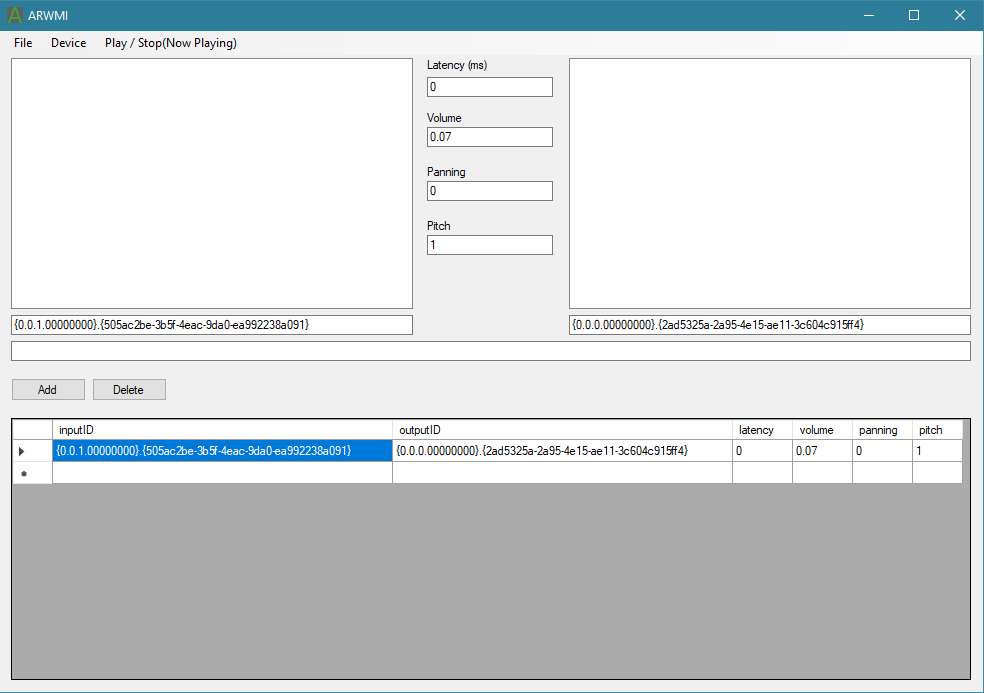 ARWMI
File Device Play / Stop(Now Playing)
Latency (ms)
0
Volume
0.07
Panning
0
Pitch
1
{0.0.1.00000000}.{505ac2be-3b5f-4eac-9da0-ea992238a091}
{0.0.0.00000000}.{2ad5325a-2a95-4e15-ae11-3c604c915ff4}
Add Delete
inputID outputID latency volume panning pitch
{0.0.1.00000000}.{505ac2be-3b5f-4eac-9da0-ea992238a091} {0.0.0.00000000}.{2ad5325a-2a95-4e15-ae11-3c604c915ff4} 0 0.07 0 1